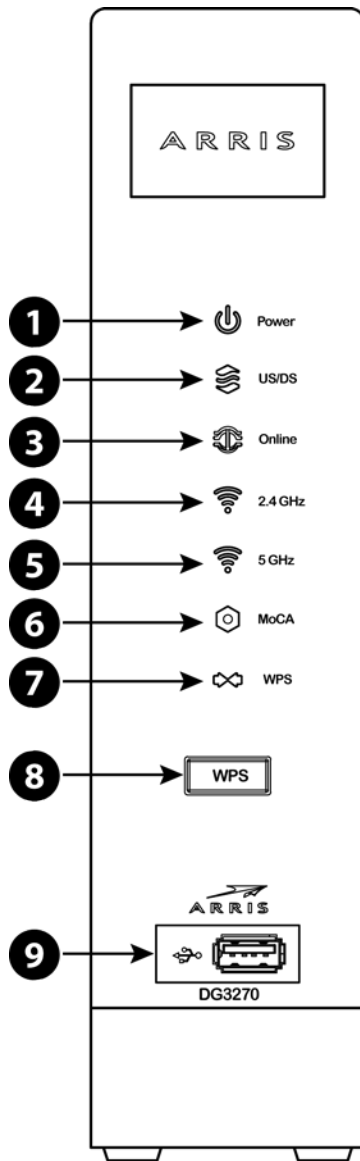 ARRIS
1 Power
2 US/DS
3 Online
4 2.4 GHz
5 5 GHz
6 MoCA
7 WPS
8 WPS
ARRIS
9
DG3270